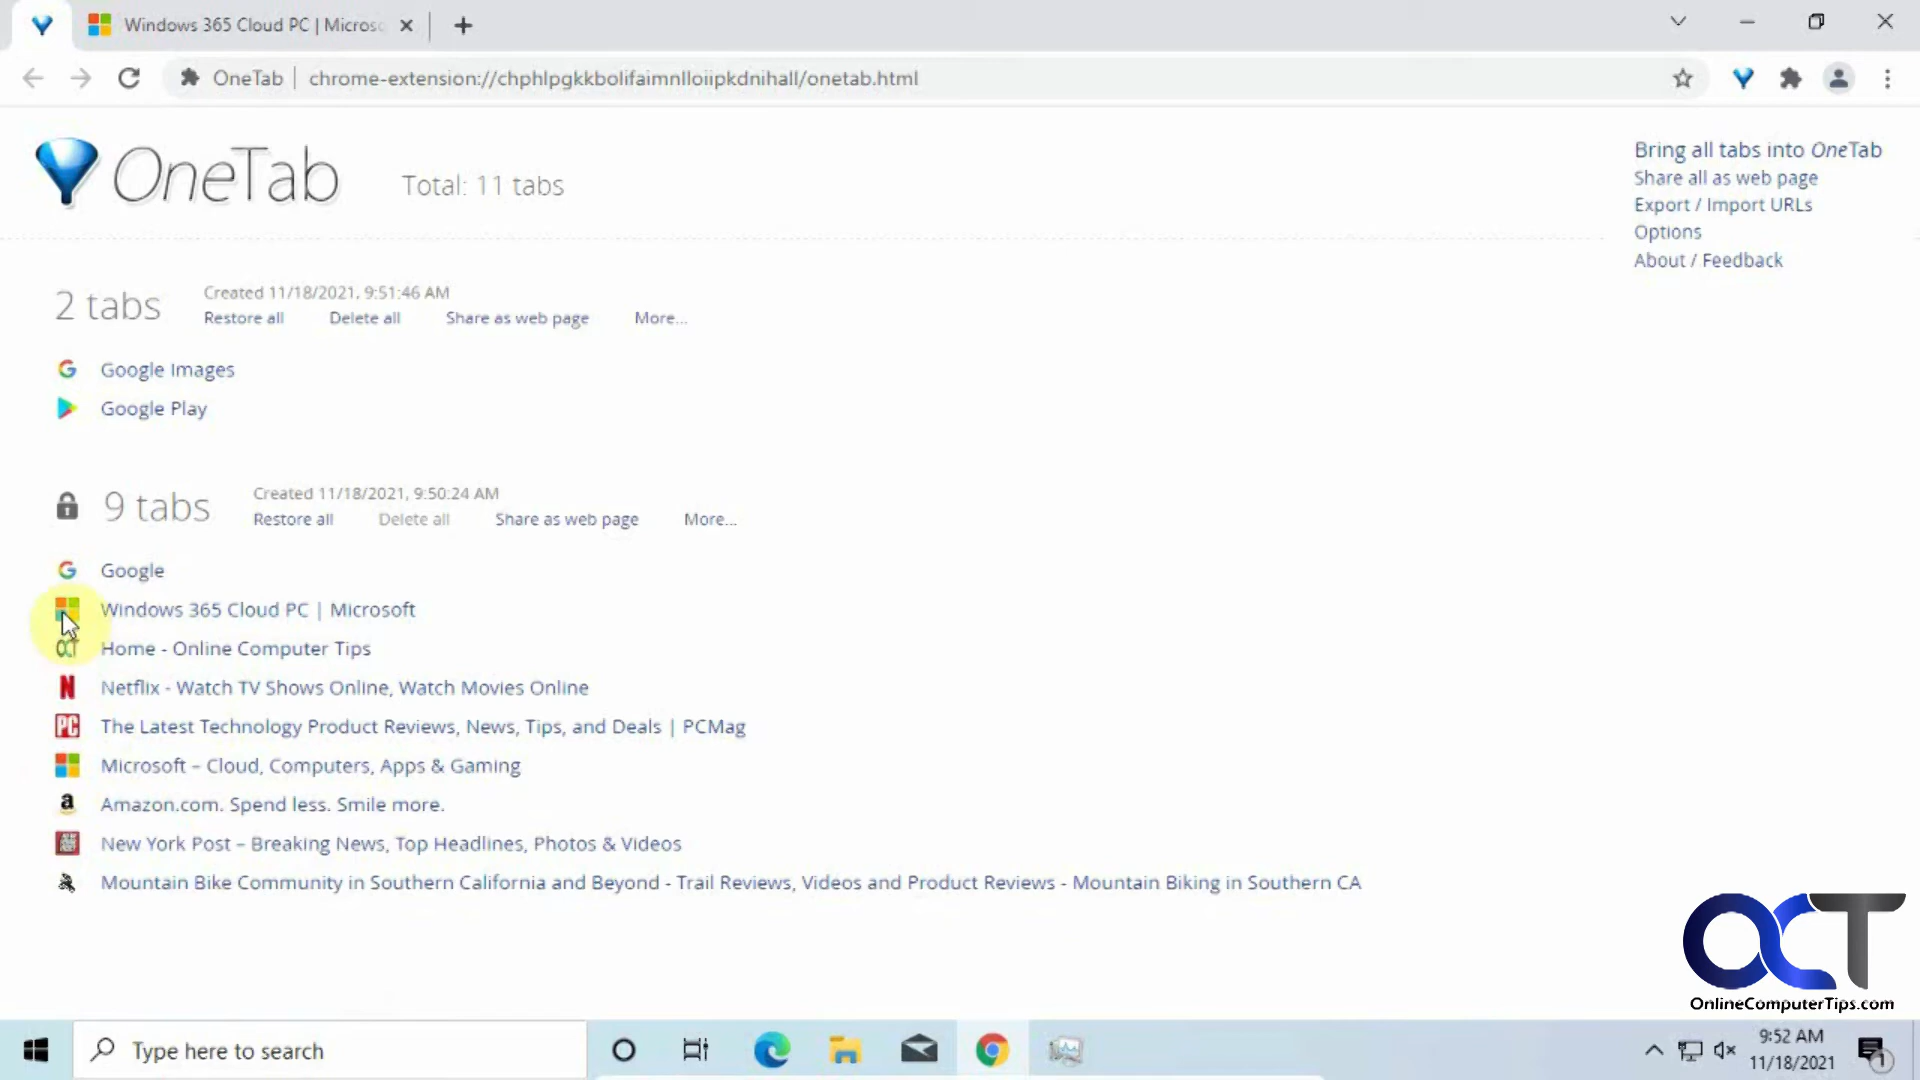 Windows 365 Cloud PC | Micros
OneTab | chrome-extension://chphlpgkkbolifaimnlloiipkdnihall/onetab.html
OneTab
Total: 11 tabs
Bring all tabs into OneTab
Share all as web page
Export / Import URLs
Options
About / Feedback
2 tabs
Created 11/18/2021, 9:51:46 AM
Restore all Delete all Share as web page More...
Google Images
Google Play
9 tabs
Created 11/18/2021, 9:50:24 AM
Restore all Delete all Share as web page More...
Google
Windows 365 Cloud PC | Microsoft
OCT Home - Online Computer Tips
Netflix - Watch TV Shows Online, Watch Movies Online
PC The Latest Technology Product Reviews, News, Tips, and Deals | PCMag
Microsoft – Cloud, Computers, Apps & Gaming
Amazon.com. Spend less. Smile more.
New York Post – Breaking News, Top Headlines, Photos & Videos
Mountain Bike Community in Southern California and Beyond - Trail Reviews, Videos and Product Reviews - Mountain Biking in Southern CA
OCT
OnlineComputerTips.com
Type here to search
9:52 AM
11/18/2021
1